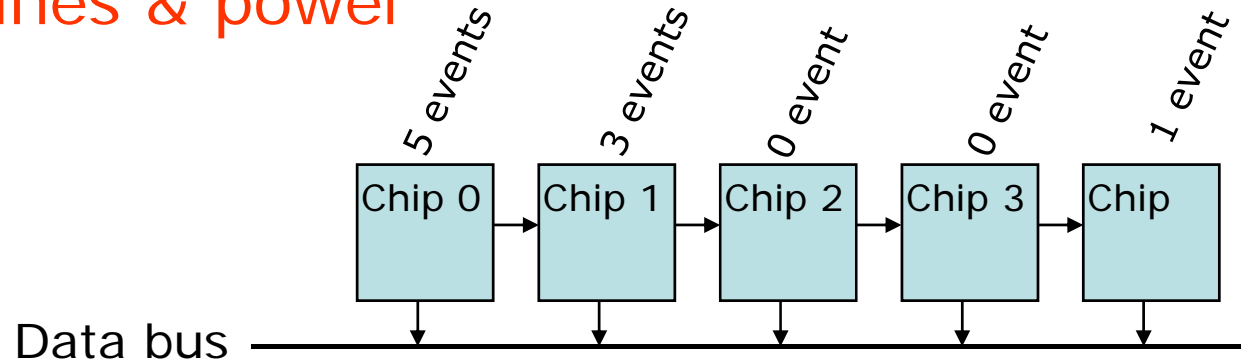 & power
5 events
3 events
0 event
0 event
1 event
Chip 0
Chip 1
Chip 2
Chip 3
Chip
Data bus